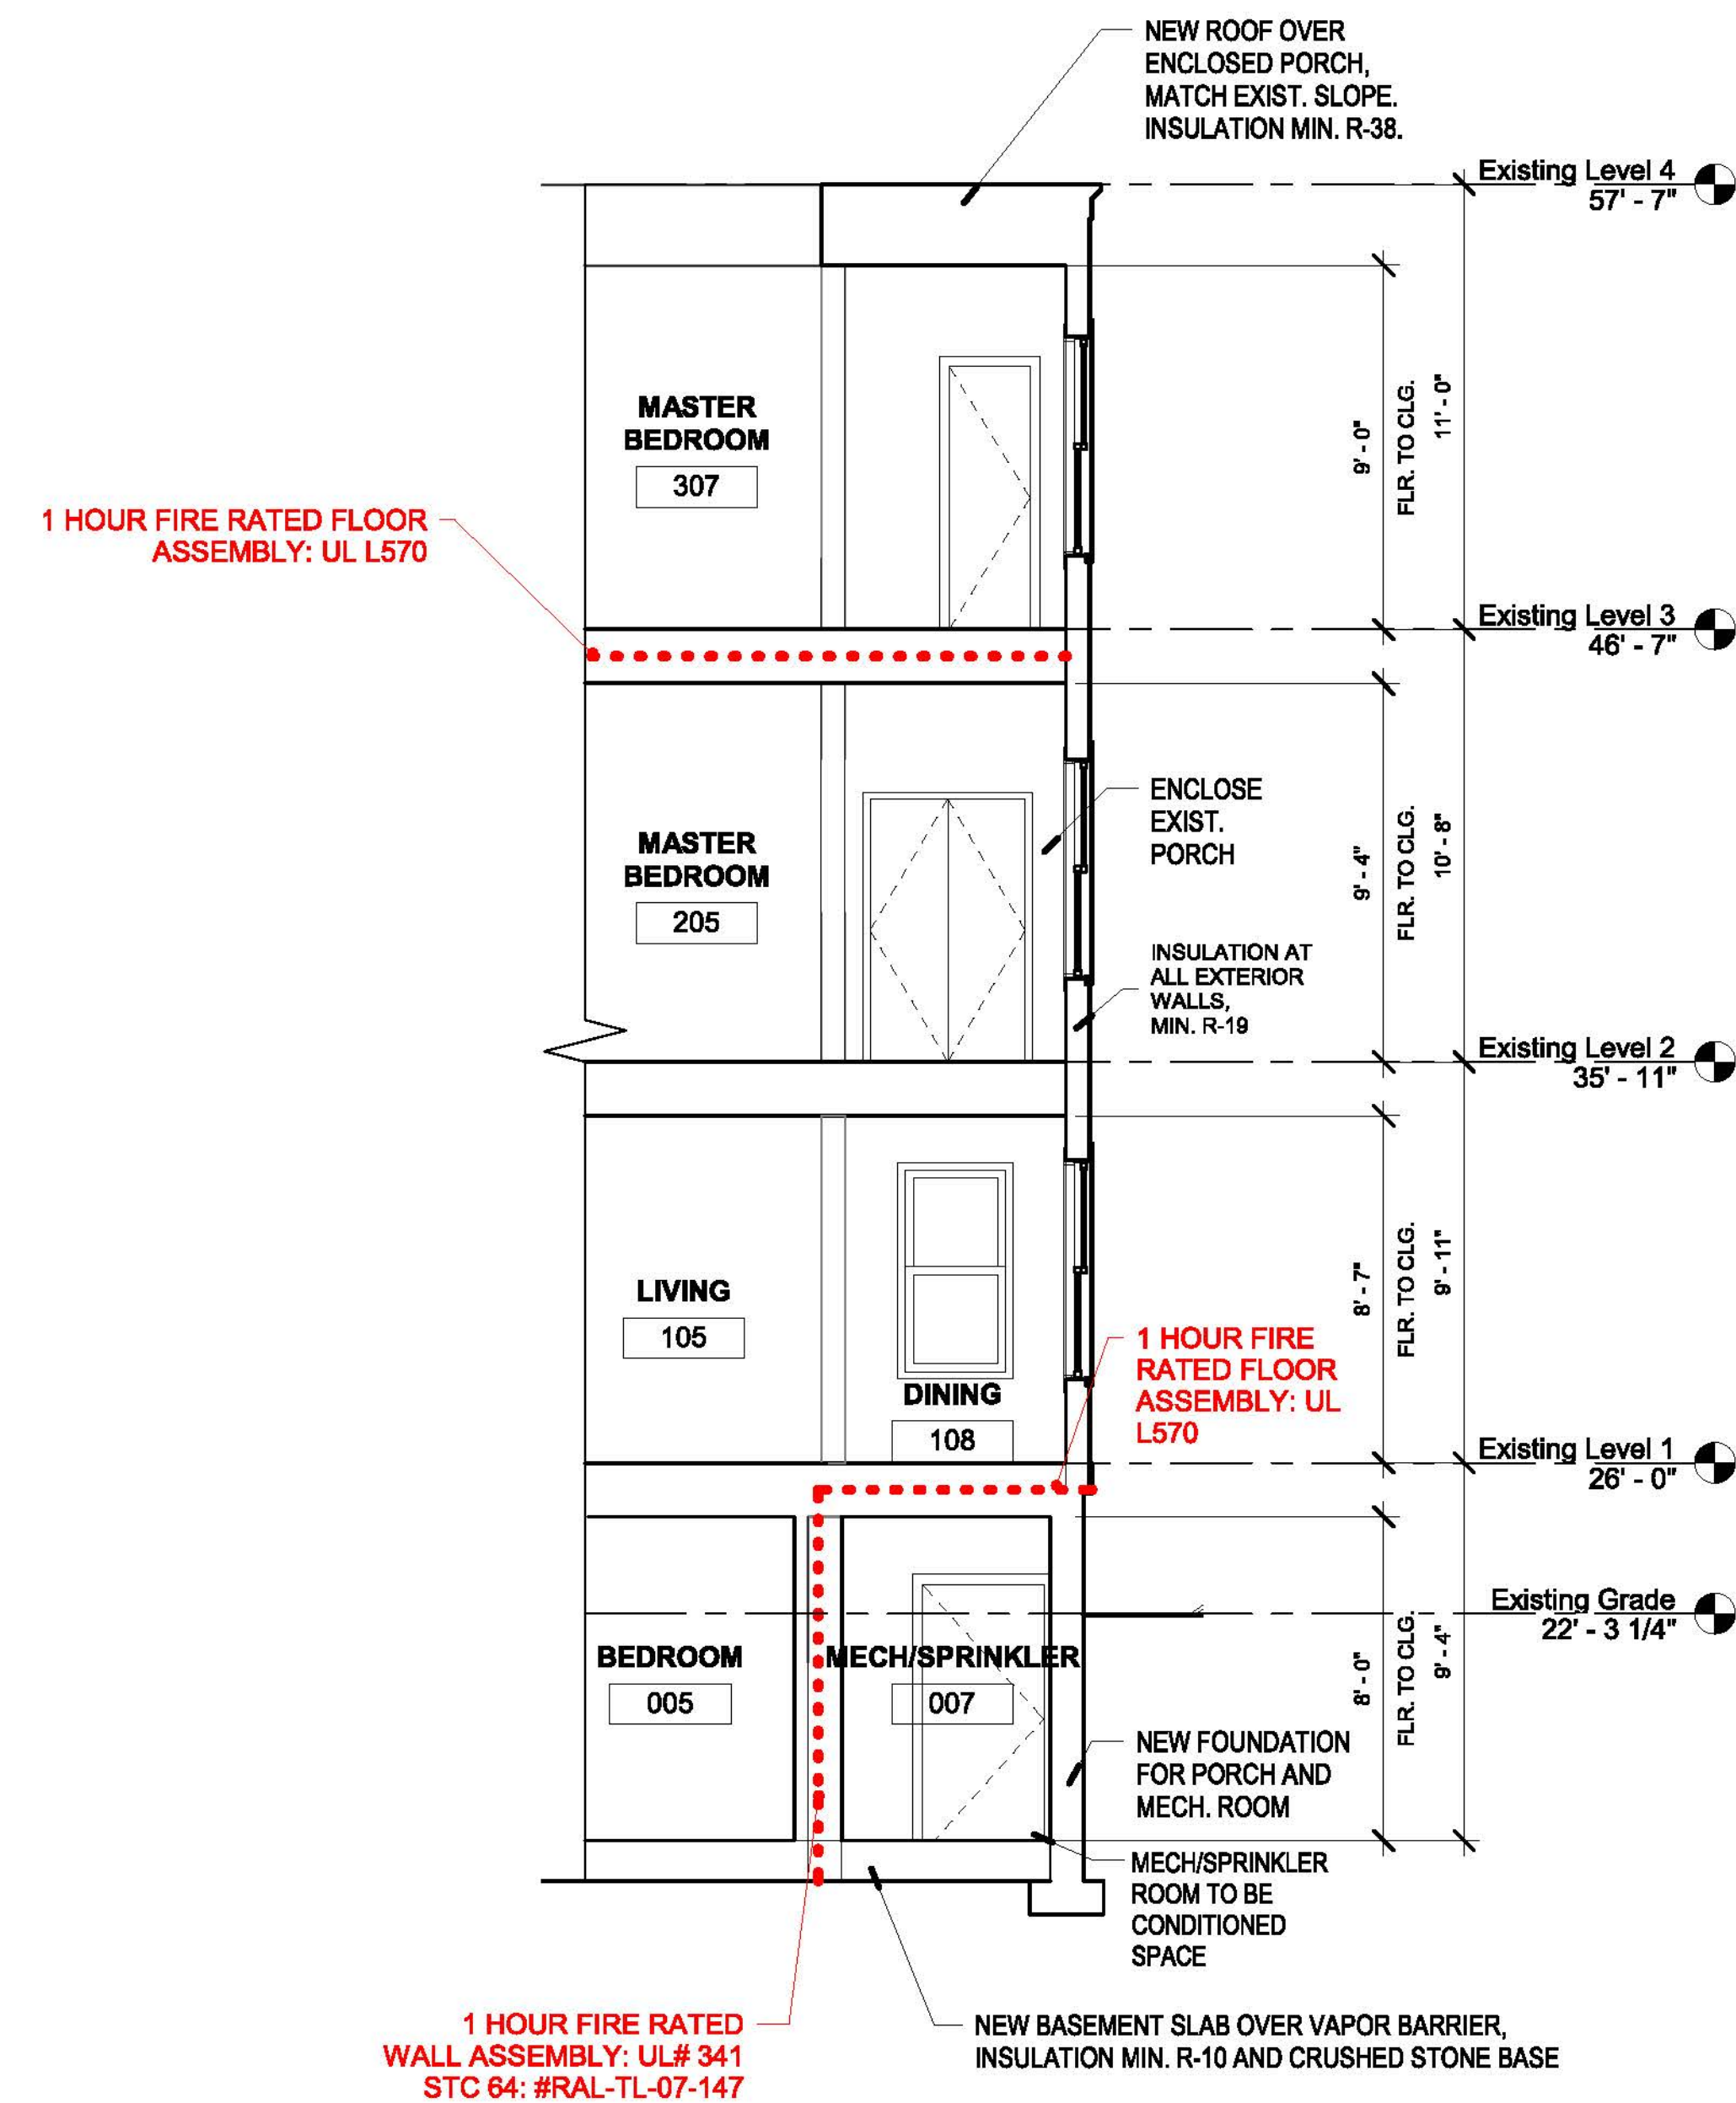 NEW ROOF OVER
ENCLOSED PORCH,
MATCH EXIST. SLOPE.
INSULATION MIN. R-38.
Existing Level 4
57' - 7"
MASTER
BEDROOM
307
9' - 0"
FLR. TO CLG.
11' - 0"
1 HOUR FIRE RATED FLOOR
ASSEMBLY: UL L570
Existing Level 3
46' - 7"
MASTER
BEDROOM
205
ENCLOSE
EXIST.
PORCH
9' - 4"
FLR. TO CLG.
10' - 8"
INSULATION AT
ALL EXTERIOR
WALLS,
MIN. R-19
Existing Level 2
35' - 11"
LIVING
105
DINING
108
8' - 7"
FLR. TO CLG.
9' - 11"
1 HOUR FIRE
RATED FLOOR
ASSEMBLY: UL
L570
Existing Level 1
26' - 0"
Existing Grade
22' - 3 1/4"
BEDROOM
005
MECH/SPRINKLER
007
8' - 0"
FLR. TO CLG.
9' - 4"
NEW FOUNDATION
FOR PORCH AND
MECH. ROOM
MECH/SPRINKLER
ROOM TO BE
CONDITIONED
SPACE
1 HOUR FIRE RATED
WALL ASSEMBLY: UL# 341
STC 64: #RAL-TL-07-147
NEW BASEMENT SLAB OVER VAPOR BARRIER,
INSULATION MIN. R-10 AND CRUSHED STONE BASE